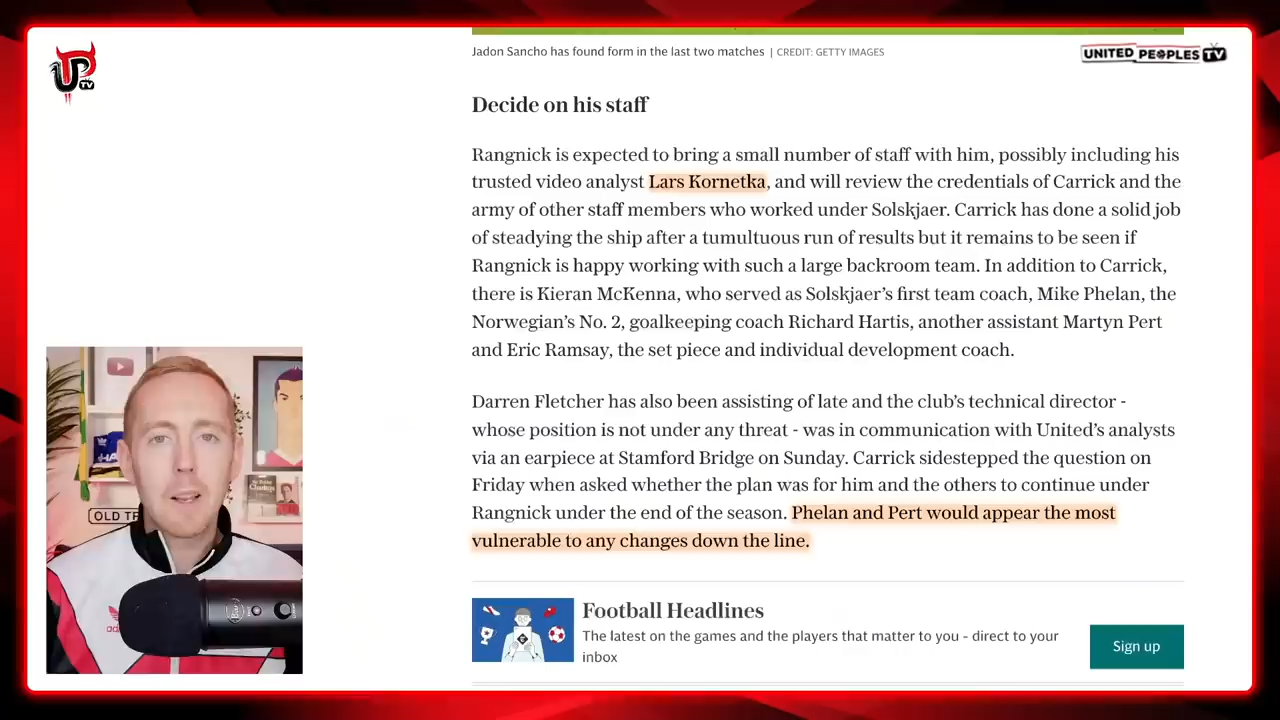 Jadon Sancho has found form in the last two matches | CREDIT: GETTY IMAGES
UP TV
UNITED PEOPLES TV
Decide on his staff
Rangnick is expected to bring a small number of staff with him, possibly including his
trusted video analyst Lars Kornetka, and will review the credentials of Carrick and the
army of other staff members who worked under Solskjaer. Carrick has done a solid job
of steadying the ship after a tumultuous run of results but it remains to be seen if
Rangnick is happy working with such a large backroom team. In addition to Carrick,
there is Kieran McKenna, who served as Solskjaer’s first team coach, Mike Phelan, the
Norwegian’s No. 2, goalkeeping coach Richard Hartis, another assistant Martyn Pert
and Eric Ramsay, the set piece and individual development coach.
Darren Fletcher has also been assisting of late and the club’s technical director -
whose position is not under any threat - was in communication with United’s analysts
via an earpiece at Stamford Bridge on Sunday. Carrick sidestepped the question on
Friday when asked whether the plan was for him and the others to continue under
Rangnick under the end of the season. Phelan and Pert would appear the most
vulnerable to any changes down the line.
OLD TR
Football Headlines
The latest on the games and the players that matter to you - direct to your
inbox
Sign up